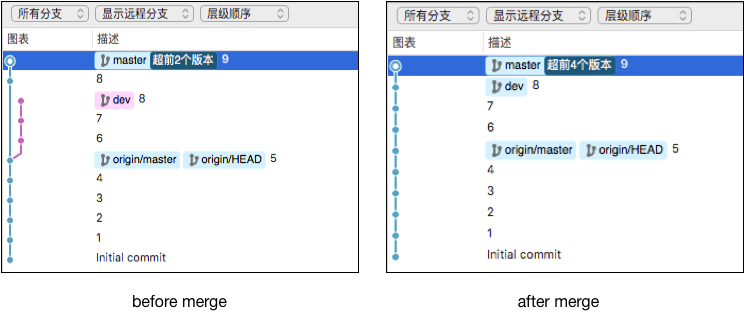 所有分支 显示远程分支 层级顺序
图表 描述
master 超前2个版本 9
8
dev 8
7
6
origin/master origin/HEAD 5
4
3
2
1
Initial commit
before merge
所有分支 显示远程分支 层级顺序
图表 描述
master 超前4个版本 9
dev 8
7
6
origin/master origin/HEAD 5
4
3
2
1
Initial commit
after merge